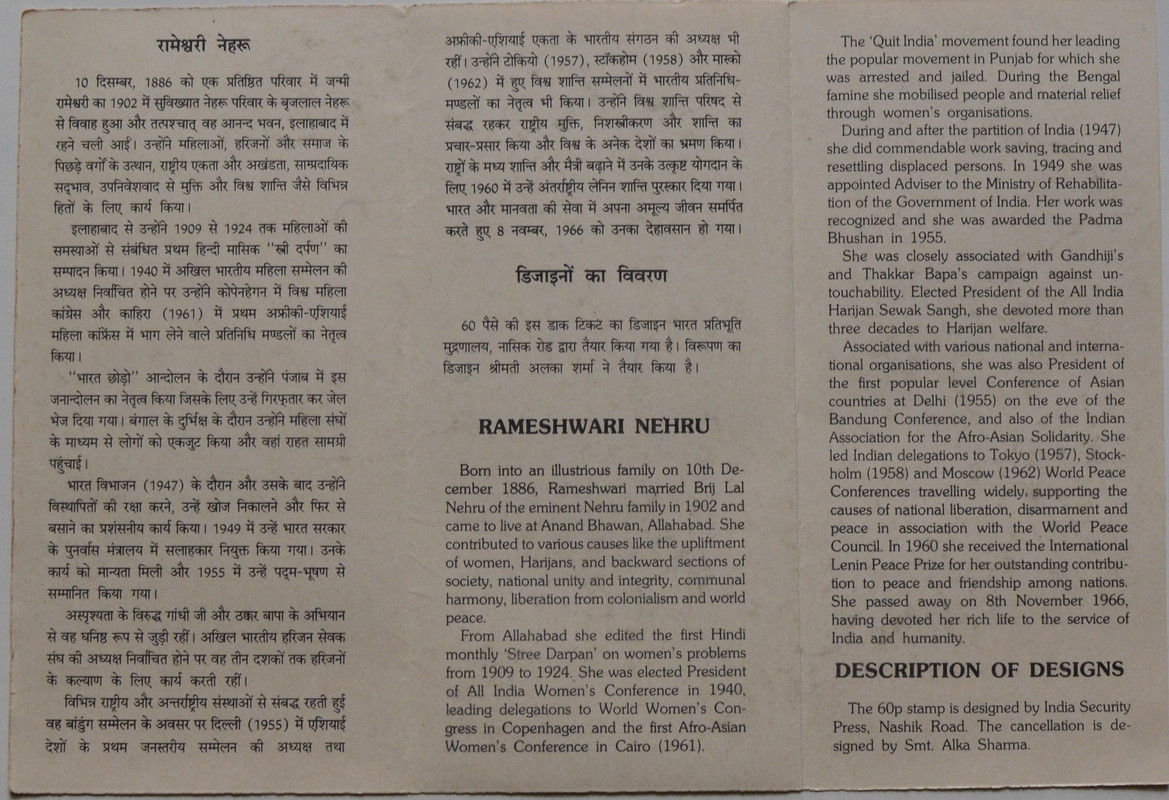 रामेश्वरी नेहरू
10 दिसम्बर, 1886 को एक प्रतिष्ठित परिवार में जन्मी
रामेश्वरी का 1902 में सुविख्यात नेहरू परिवार के बृजलाल नेहरू
से विवाह हुआ और तत्पश्चात् वह आनन्द भवन, इलाहाबाद में
रहने चली आईं। उन्होंने महिलाओं, हरिजनों और समाज के
पिछड़े वर्गों के उत्थान, राष्ट्रीय एकता और अखंडता, साम्प्रदायिक
सद्भाव, उपनिवेशवाद से मुक्ति और विश्व शान्ति जैसे विभिन्न
हितों के लिए कार्य किया।
इलाहाबाद से उन्होंने 1909 से 1924 तक महिलाओं की
समस्याओं से संबंधित प्रथम हिन्दी मासिक “स्त्री दर्पण” का
सम्पादन किया। 1940 में अखिल भारतीय महिला सम्मेलन की
अध्यक्ष निर्वाचित होने पर उन्होंने कोपेनहेगन में विश्व महिला
कांग्रेस और काहिरा (1961) में प्रथम अफ्रीकी-एशियाई
महिला कांफ्रेंस में भाग लेने वाले प्रतिनिधि मण्डलों का नेतृत्व
किया।
“भारत छोड़ो” आन्दोलन के दौरान उन्होंने पंजाब में इस
जनान्दोलन का नेतृत्व किया जिसके लिए उन्हें गिरफ्तार कर जेल
भेज दिया गया। बंगाल के दुर्भिक्ष के दौरान उन्होंने महिला संघों
के माध्यम से लोगों को एकजुट किया और वहां राहत सामग्री
पहुंचाई।
भारत विभाजन (1947) के दौरान और उसके बाद उन्होंने
विस्थापितों की रक्षा करने, उन्हें खोज निकालने और फिर से
बसाने का प्रशंसनीय कार्य किया। 1949 में उन्हें भारत सरकार
के पुनर्वास मंत्रालय में सलाहकार नियुक्त किया गया। उनके
कार्य को मान्यता मिली और 1955 में उन्हें पद्म-भूषण से
सम्मानित किया गया।
अस्पृश्यता के विरुद्ध गांधी जी और ठक्कर बापा के अभियान
से वह घनिष्ठ रूप से जुड़ी रहीं। अखिल भारतीय हरिजन सेवक
संघ की अध्यक्ष निर्वाचित होने पर वह तीन दशकों तक हरिजनों
के कल्याण के लिए कार्य करती रहीं।
विभिन्न राष्ट्रीय और अन्तर्राष्ट्रीय संस्थाओं से संबद्ध रहती हुई
वह बांडुंग सम्मेलन के अवसर पर दिल्ली (1955) में एशियाई
देशों के प्रथम जनस्तरीय सम्मेलन की अध्यक्ष तथा
अफ्रीकी-एशियाई एकता के भारतीय संगठन की अध्यक्ष भी
रहीं। उन्होंने टोकियो (1957), स्टॉकहोम (1958) और मास्को
(1962) में हुए विश्व शान्ति सम्मेलनों में भारतीय प्रतिनिधि-
मण्डलों का नेतृत्व भी किया। उन्होंने विश्व शान्ति परिषद से
संबद्ध रहकर राष्ट्रीय मुक्ति, निशस्त्रीकरण और शान्ति का
प्रचार-प्रसार किया और विश्व के अनेक देशों का भ्रमण किया।
राष्ट्रों के मध्य शान्ति और मैत्री बढ़ाने में उनके उत्कृष्ट योगदान के
लिए 1960 में उन्हें अंतर्राष्ट्रीय लेनिन शान्ति पुरस्कार दिया गया।
भारत और मानवता की सेवा में अपना अमूल्य जीवन समर्पित
करते हुए 8 नवम्बर, 1966 को उनका देहावसान हो गया।
डिजाइनों का विवरण
60 पैसे की इस डाक टिकट का डिजाइन भारत प्रतिभूति
मुद्रणालय, नासिक रोड द्वारा तैयार किया गया है। विरूपण का
डिजाइन श्रीमती अलका शर्मा ने तैयार किया है।
RAMESHWARI NEHRU
Born into an illustrious family on 10th De-
cember 1886, Rameshwari married Brij Lal
Nehru of the eminent Nehru family in 1902 and
came to live at Anand Bhawan, Allahabad. She
contributed to various causes like the upliftment
of women, Harijans, and backward sections of
society, national unity and integrity, communal
harmony, liberation from colonialism and world
peace.
From Allahabad she edited the first Hindi
monthly ‘Stree Darpan’ on women's problems
from 1909 to 1924. She was elected President
of All India Women's Conference in 1940,
leading delegations to World Women's Con-
gress in Copenhagen and the first Afro-Asian
Women's Conference in Cairo (1961).
The ‘Quit India’ movement found her leading
the popular movement in Punjab for which she
was arrested and jailed. During the Bengal
famine she mobilised people and material relief
through women's organisations.
During and after the partition of India (1947)
she did commendable work saving, tracing and
resettling displaced persons. In 1949 she was
appointed Adviser to the Ministry of Rehabilita-
tion of the Government of India. Her work was
recognized and she was awarded the Padma
Bhushan in 1955.
She was closely associated with Gandhiji's
and Thakkar Bapa's campaign against un-
touchability. Elected President of the All India
Harijan Sewak Sangh, she devoted more than
three decades to Harijan welfare.
Associated with various national and interna-
tional organisations, she was also President of
the first popular level Conference of Asian
countries at Delhi (1955) on the eve of the
Bandung Conference, and also of the Indian
Association for the Afro-Asian Solidarity. She
led Indian delegations to Tokyo (1957), Stock-
holm (1958) and Moscow (1962) World Peace
Conferences travelling widely, supporting the
causes of national liberation, disarmament and
peace in association with the World Peace
Council. In 1960 she received the International
Lenin Peace Prize for her outstanding contribu-
tion to peace and friendship among nations.
She passed away on 8th November 1966,
having devoted her rich life to the service of
India and humanity.
DESCRIPTION OF DESIGNS
The 60p stamp is designed by India Security
Press, Nashik Road. The cancellation is de-
signed by Smt. Alka Sharma.